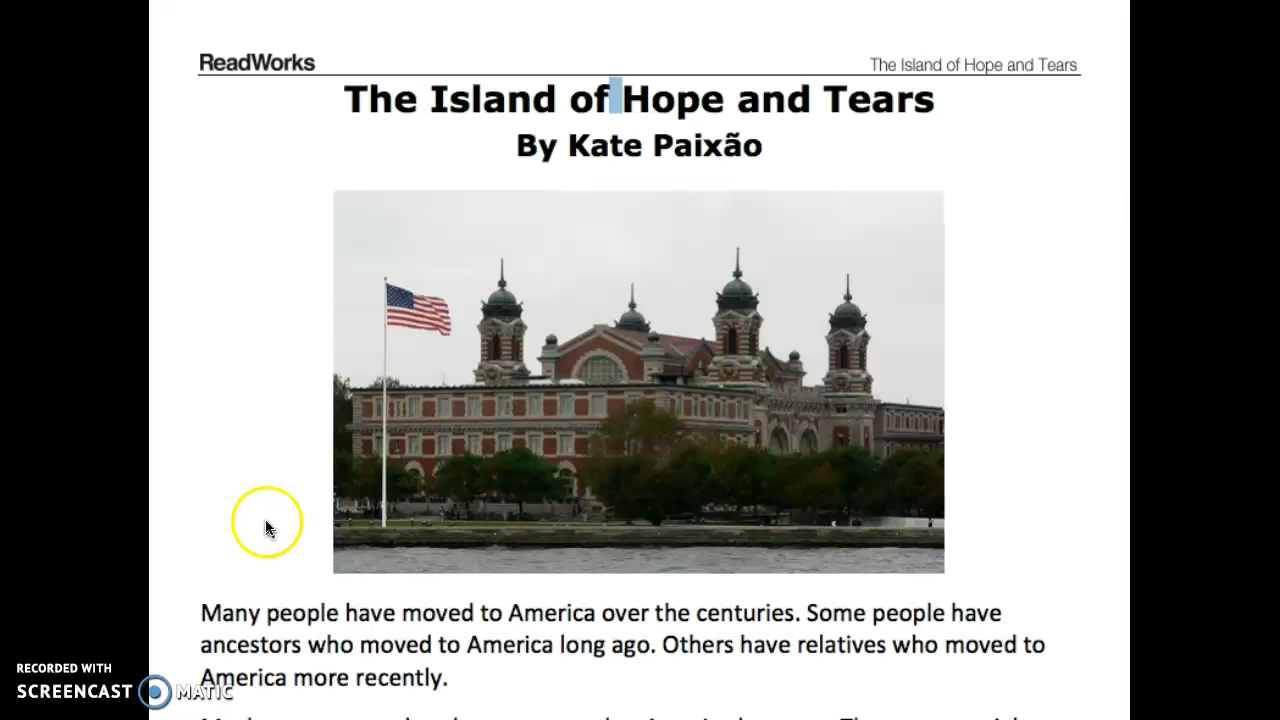 ReadWorks
The Island of Hope and Tears
The Island of Hope and Tears
By Kate Paixão
Many people have moved to America over the centuries. Some people have
ancestors who moved to America long ago. Others have relatives who moved to
America more recently.
RECORDED WITH
SCREENCAST MATIC